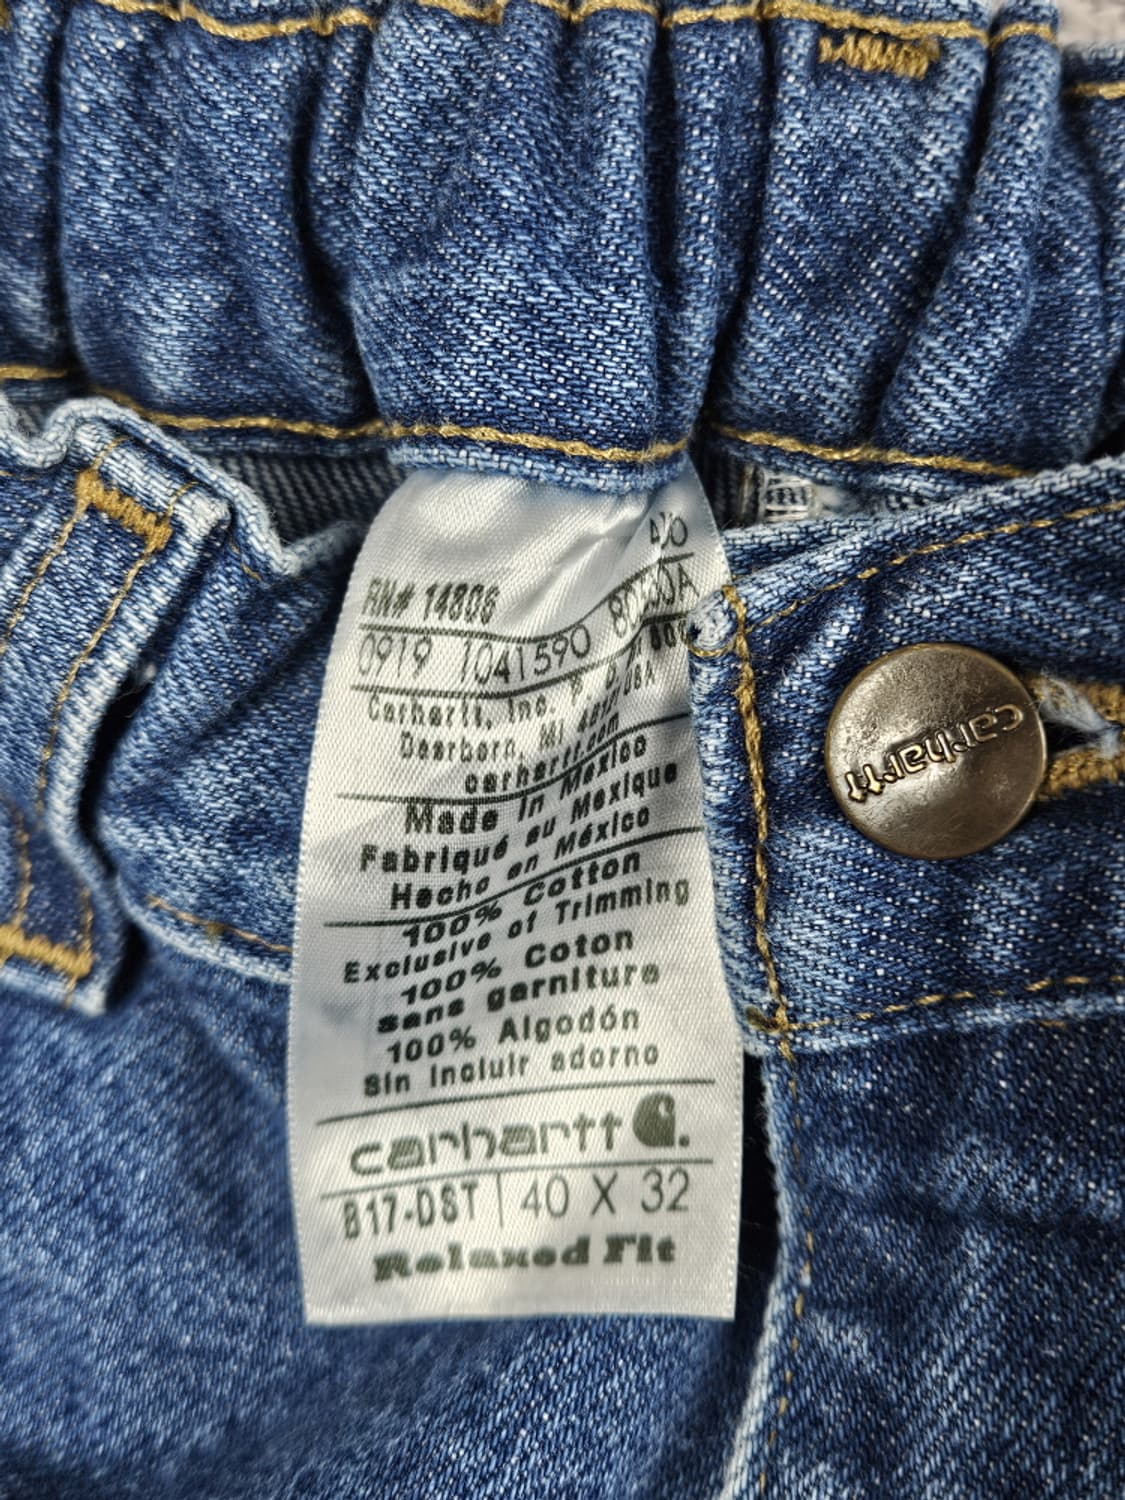 RN# 14806
0919 1041590
Carhartt, Inc. P. O.
Dearborn, MI USA
carhartt.com
Made in Mexico
Fabriqué au Mexique
Hecho en México
100% Cotton
Exclusive of Trimming
100% Coton
sans garniture
100% Algodón
Sin incluir adorno
carhartt
B17-DST | 40 X 32
Relaxed Fit
carhartt